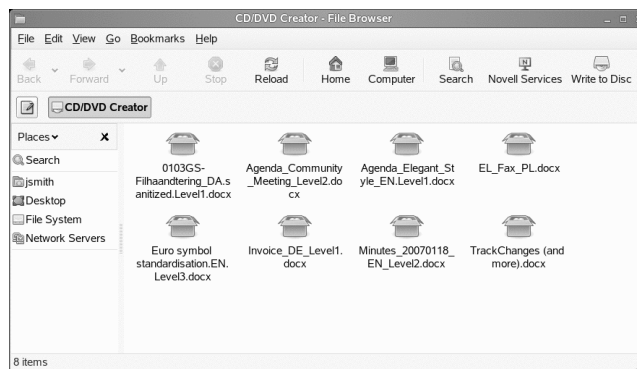 CD/DVD Creator - File Browser
File Edit View Go Bookmarks Help
Back Forward Up Stop Reload Home Computer Search Novell Services Write to Disc
CD/DVD Creator
Places
Search
jsmith
Desktop
File System
Network Servers
0103GS-
Filhaandtering_DA.s
anitized.Level1.docx
Agenda_Community
_Meeting_Level2.do
cx
Agenda_Elegant_St
yle_EN.Level1.docx
EL_Fax_PL.docx
Euro symbol
standardisation.EN.
Level3.docx
Invoice_DE_Level1.
docx
Minutes_20070118_
EN_Level2.docx
TrackChanges (and
more).docx
8 items